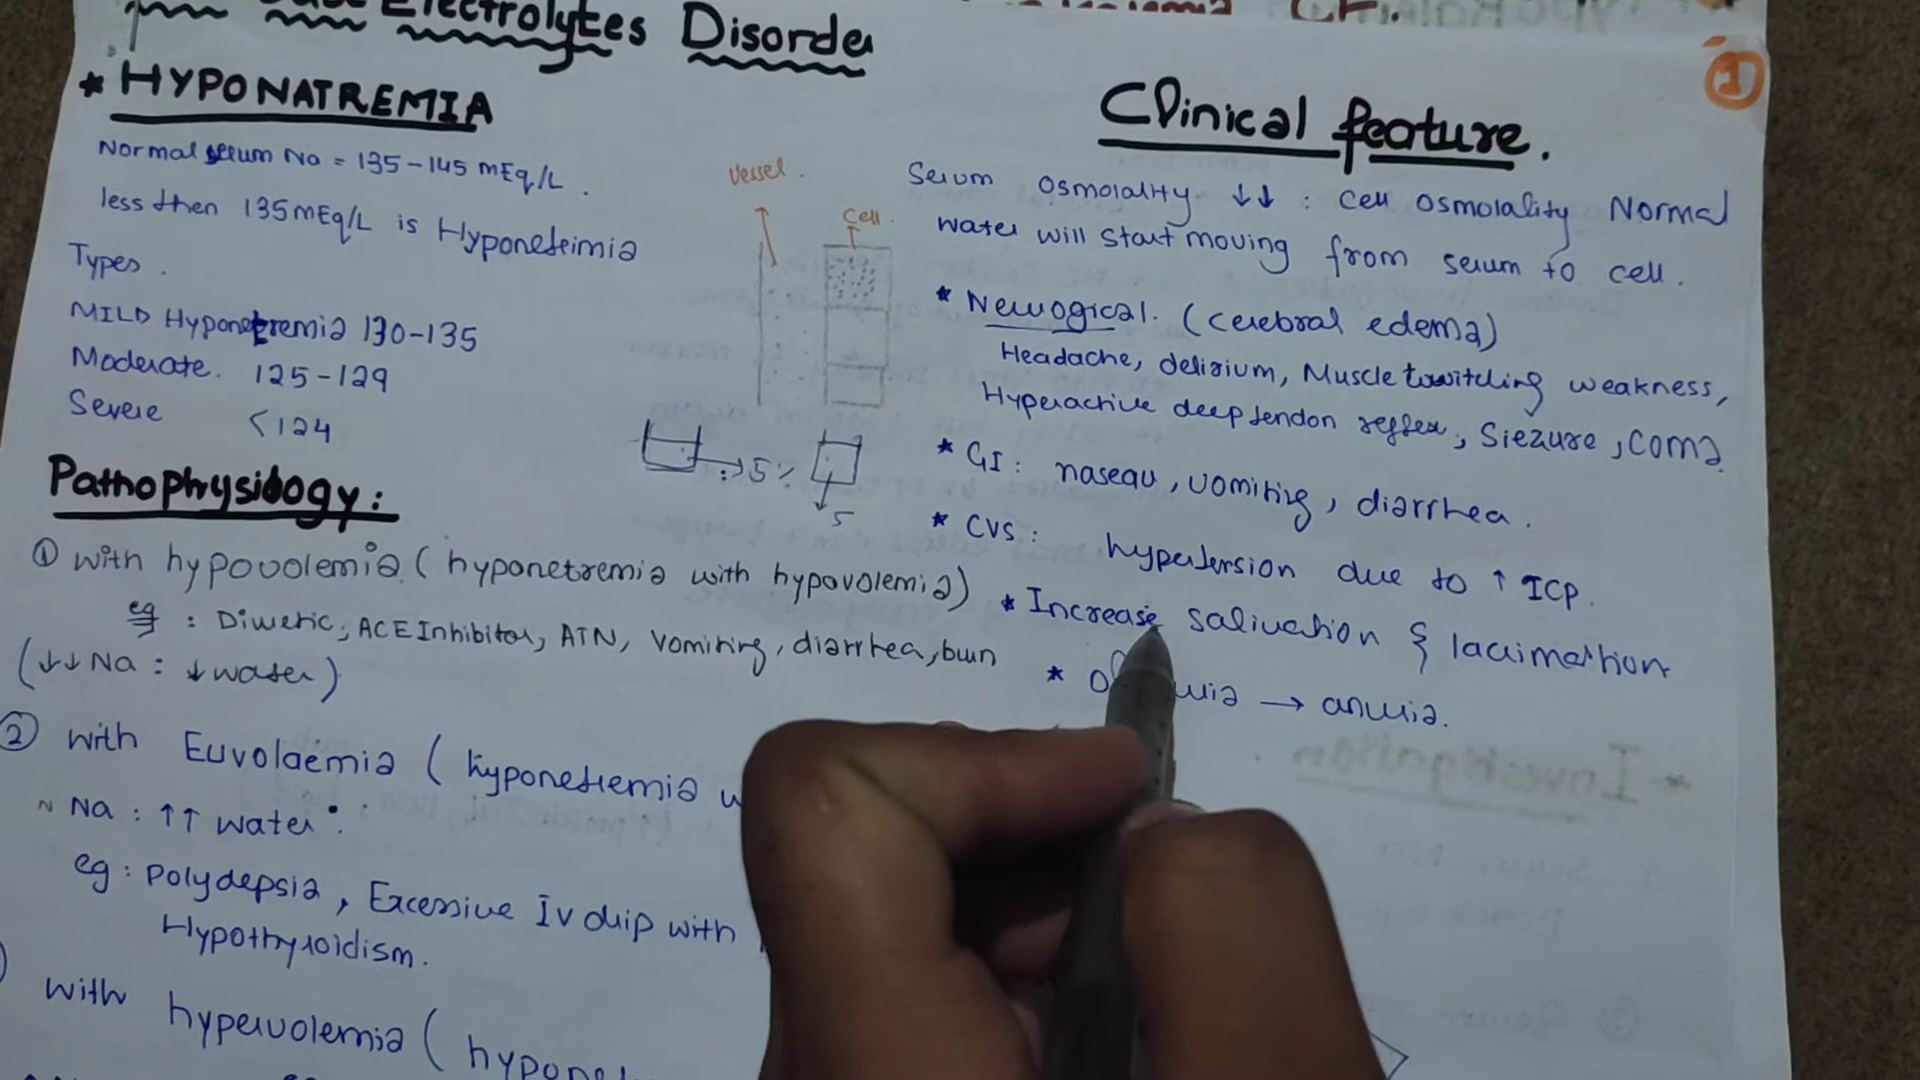 Electrolytes Disorder
* HYPONATREMIA
Normal serum Na = 135-145 mEq/L .
less then 135mEq/L is Hyponetrimia
Types .
MILD Hyponetremia 130-135
Moderate. 125-129
Severe <124
Pathophysiology :
① with hypovolemia (hyponetremia with hypovolemia)
eg : Diuretic, ACE Inhibitor, ATN, Vomiting, diarrhea, burn
(↓↓Na : ↓water)
② with Euvolaemia (hyponetremia w
N Na : ↑↑ water :
eg : polydepsia , Excessive IV drip with
Hypothyroidism.
with hypervolemia (
vessel .
cell .
5%
5
1
Clinical feature .
Serum osmolality ↓↓ : cell osmolality Normal
water will start moving from serum to cell .
* Neurogical. (cerebral edema)
Headache, delirium, Muscle towitching weakness,
Hyperactive deep tendon reflex, Siezure, coma
* GI : naseau, vomiting, diarrhea .
* CVS : hypertension due to ↑ ICP.
* Increase salivation & lacrimation
* → anuria.